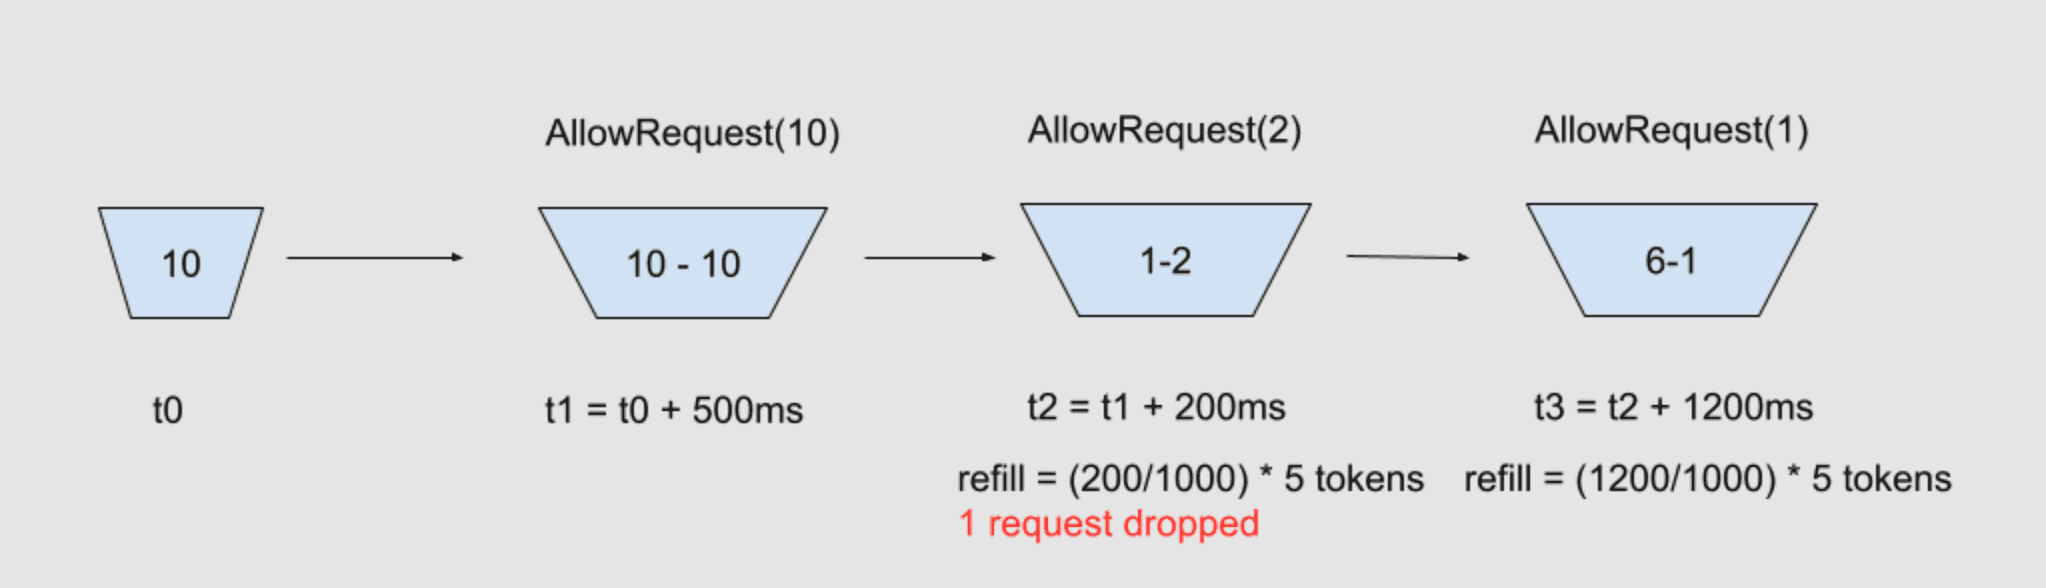 AllowRequest(10)
AllowRequest(2)
AllowRequest(1)
10
10 - 10
1-2
6-1
t0
t1 = t0 + 500ms
t2 = t1 + 200ms
t3 = t2 + 1200ms
refill = (200/1000) * 5 tokens
refill = (1200/1000) * 5 tokens
1 request dropped